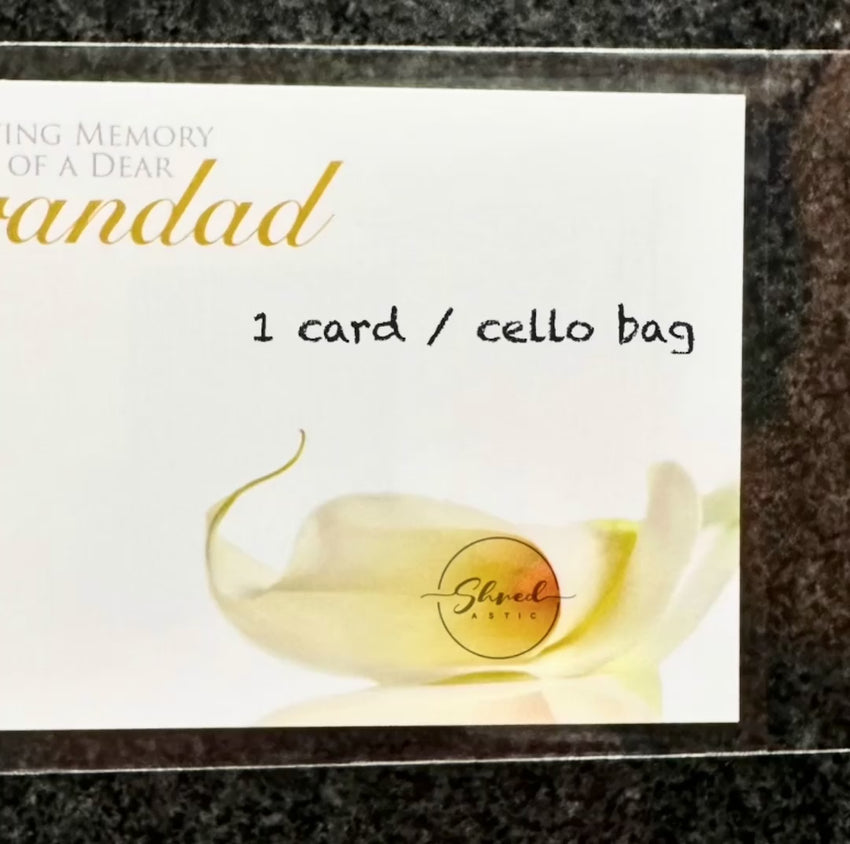 ING MEMORY
OF A DEAR
randad
1 card / cello bag
Shred
ASTIC